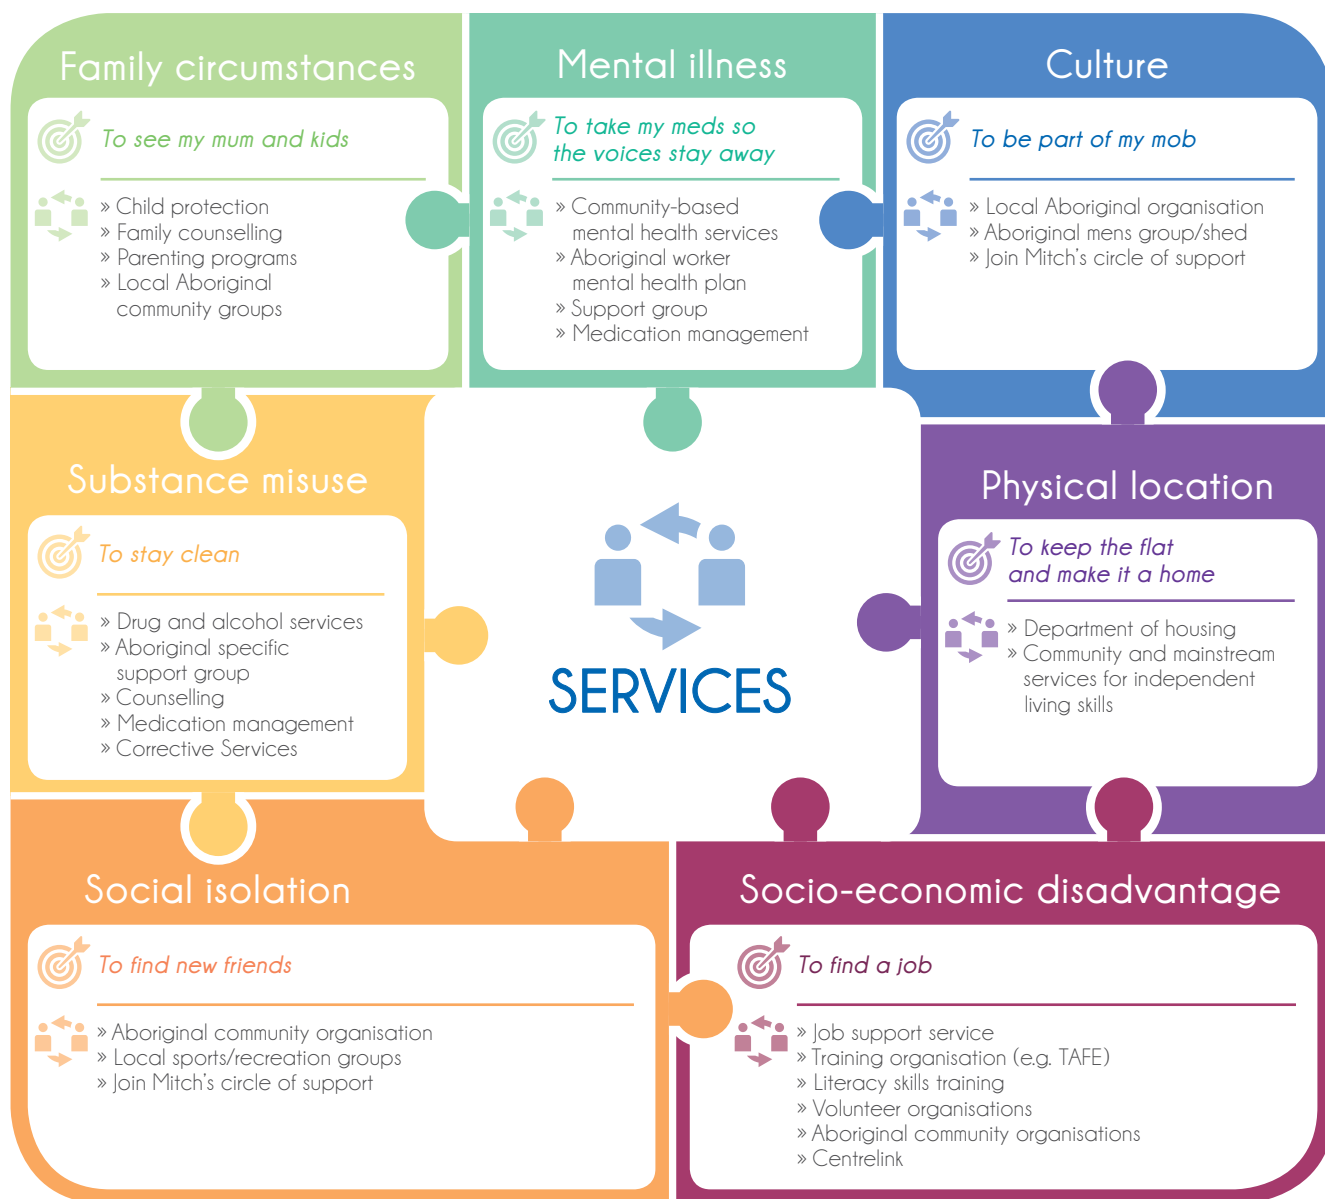 Family circumstances
To see my mum and kids
» Child protection
» Family counselling
» Parenting programs
» Local Aboriginal
community groups
Mental illness
To take my meds so
the voices stay away
» Community-based
mental health services
» Aboriginal worker
mental health plan
» Support group
» Medication management
Culture
To be part of my mob
» Local Aboriginal organisation
» Aboriginal mens group/shed
» Join Mitch's circle of support
Substance misuse
To stay clean
» Drug and alcohol services
» Aboriginal specific
support group
» Counselling
» Medication management
» Corrective Services
SERVICES
Physical location
To keep the flat
and make it a home
» Department of housing
» Community and mainstream
services for independent
living skills
Social isolation
To find new friends
» Aboriginal community organisation
» Local sports/recreation groups
» Join Mitch's circle of support
Socio-economic disadvantage
To find a job
» Job support service
» Training organisation (e.g. TAFE)
» Literacy skills training
» Volunteer organisations
» Aboriginal community organisations
» Centrelink